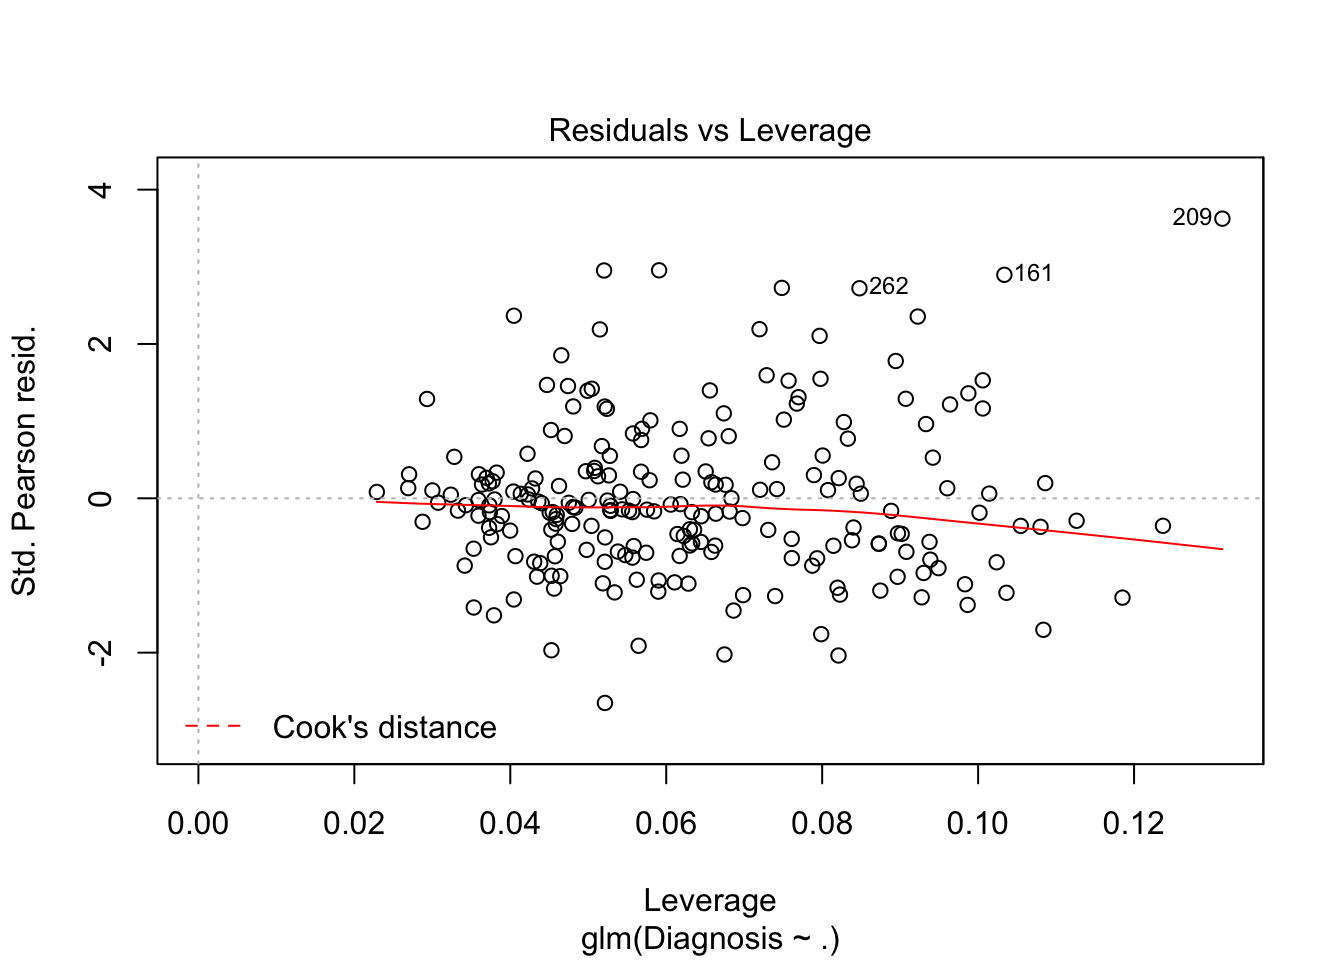 Residuals vs Leverage
Std. Pearson resid.
4
2
0
-2
209
161
262
Cook's distance
0.00 0.02 0.04 0.06 0.08 0.10 0.12
Leverage
glm(Diagnosis ~ .)